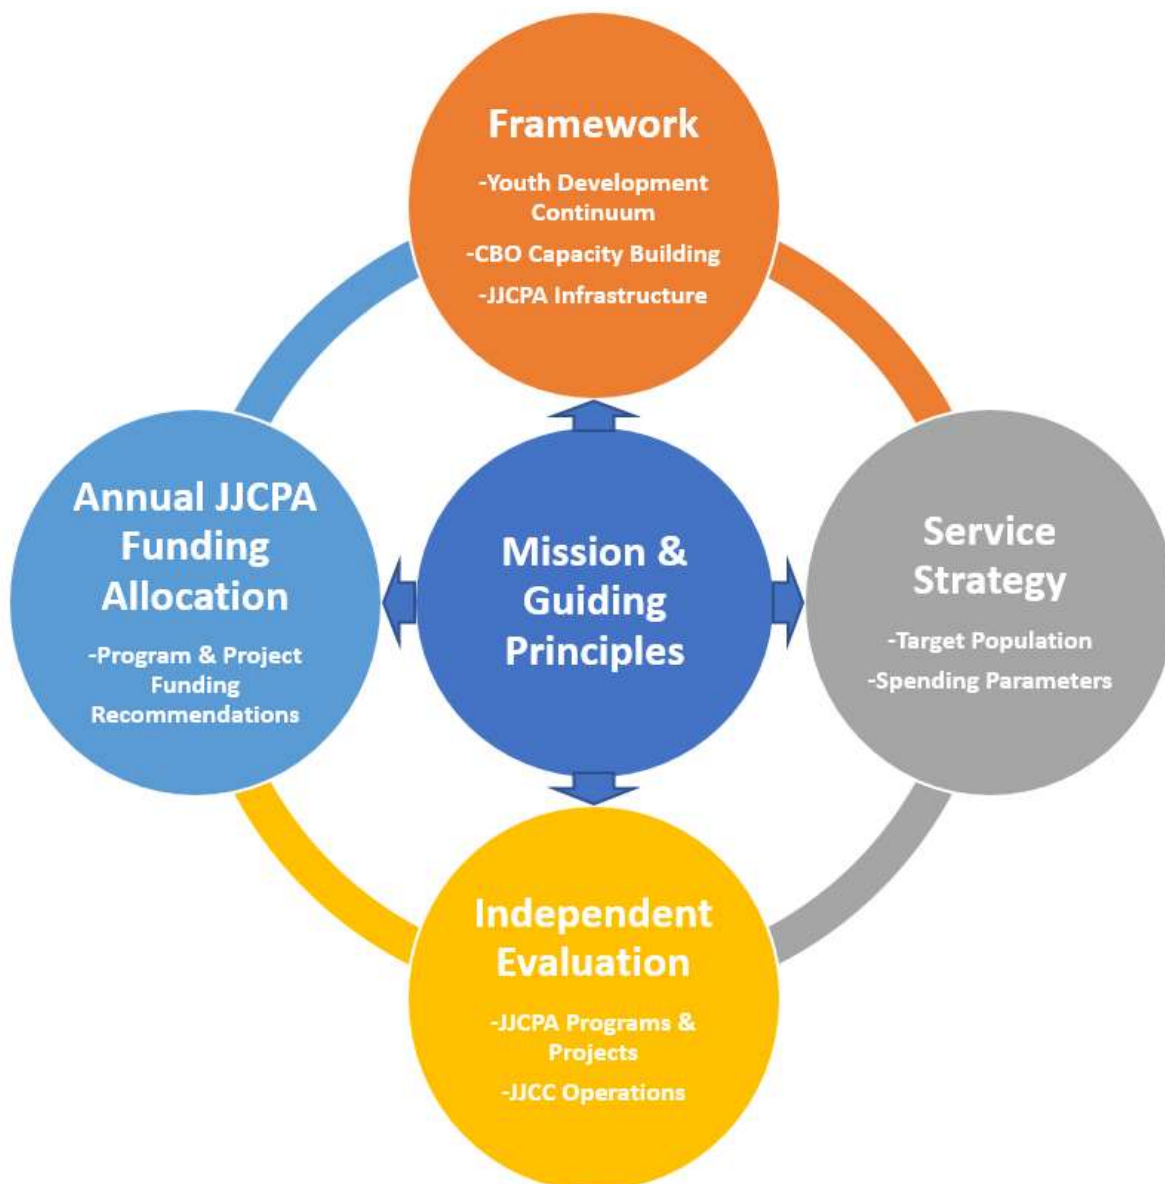 Framework
-Youth Development
Continuum
-CBO Capacity Building
-JJCPA Infrastructure
Annual JJCPA
Funding
Allocation
-Program & Project
Funding
Recommendations
Mission &
Guiding
Principles
Service
Strategy
-Target Population
-Spending Parameters
Independent
Evaluation
-JJCPA Programs &
Projects
-JJCC Operations